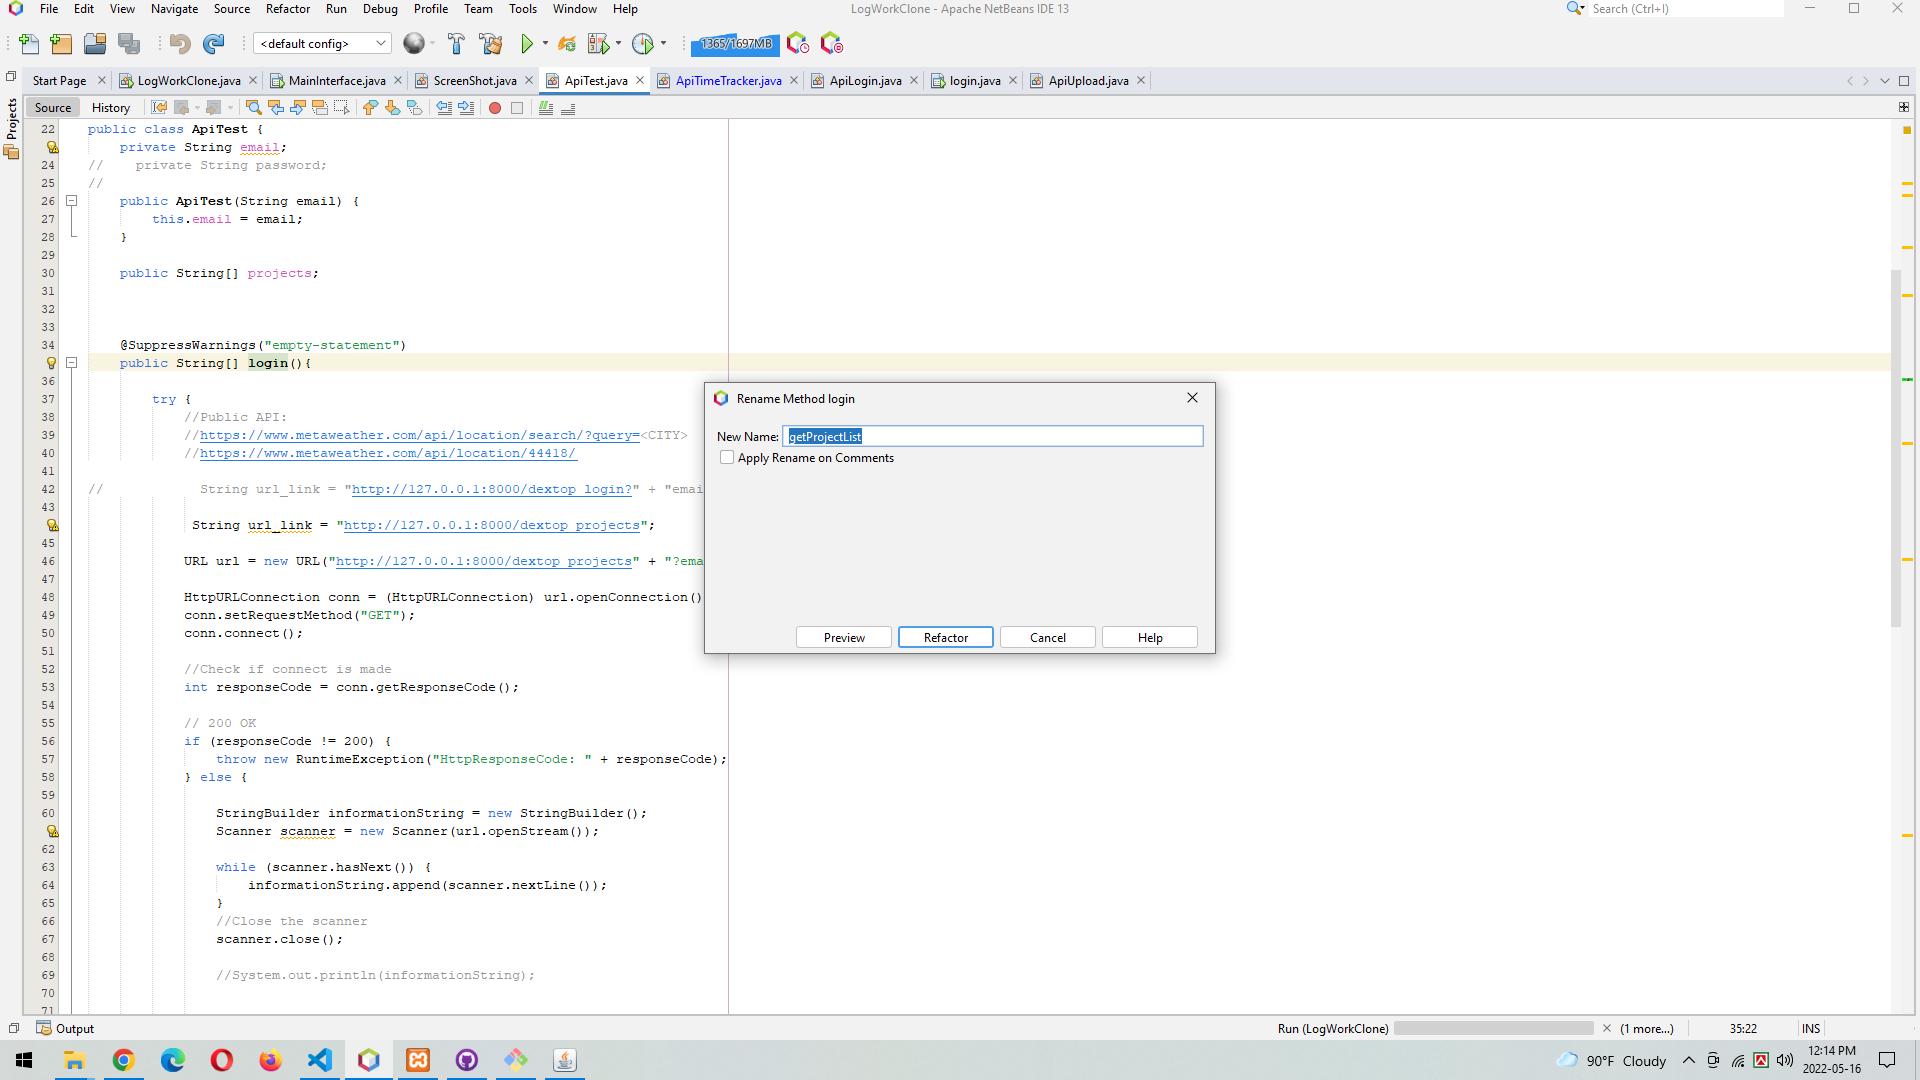 File Edit View Navigate Source Refactor Run Debug Profile Team Tools Window Help
LogWorkClone - Apache NetBeans IDE 13
Search (Ctrl+I)
<default config>
1365/1697MB
Start Page LogWorkClone.java MainInterface.java ScreenShot.java ApiTest.java ApiTimeTracker.java ApiLogin.java login.java ApiUpload.java
Source History
Projects
22 public class ApiTest {
private String email;
24 // private String password;
25 //
26 public ApiTest(String email) {
27 this.email = email;
28 }
29
30 public String[] projects;
31
32
33
34 @SuppressWarnings("empty-statement")
public String[] login(){
36
37 try {
38 //Public API:
39 //https://www.metaweather.com/api/location/search/?query=<CITY>
40 //https://www.metaweather.com/api/location/44418/
41
42 // String url_link = "http://127.0.0.1:8000/dextop_login?" + "emai
43
String url_link = "http://127.0.0.1:8000/dextop_projects";
45
46 URL url = new URL("http://127.0.0.1:8000/dextop_projects" + "?ema
47
48 HttpURLConnection conn = (HttpURLConnection) url.openConnection()
49 conn.setRequestMethod("GET");
50 conn.connect();
51
52 //Check if connect is made
53 int responseCode = conn.getResponseCode();
54
55 // 200 OK
56 if (responseCode != 200) {
57 throw new RuntimeException("HttpResponseCode: " + responseCode);
58 } else {
59
60 StringBuilder informationString = new StringBuilder();
Scanner scanner = new Scanner(url.openStream());
62
63 while (scanner.hasNext()) {
64 informationString.append(scanner.nextLine());
65 }
66 //Close the scanner
67 scanner.close();
68
69 //System.out.println(informationString);
70
71
Rename Method login
New Name: getProjectList
Apply Rename on Comments
Preview Refactor Cancel Help
Output
Run (LogWorkClone) (1 more...) 35:22 INS
90°F Cloudy
12:14 PM
2022-05-16